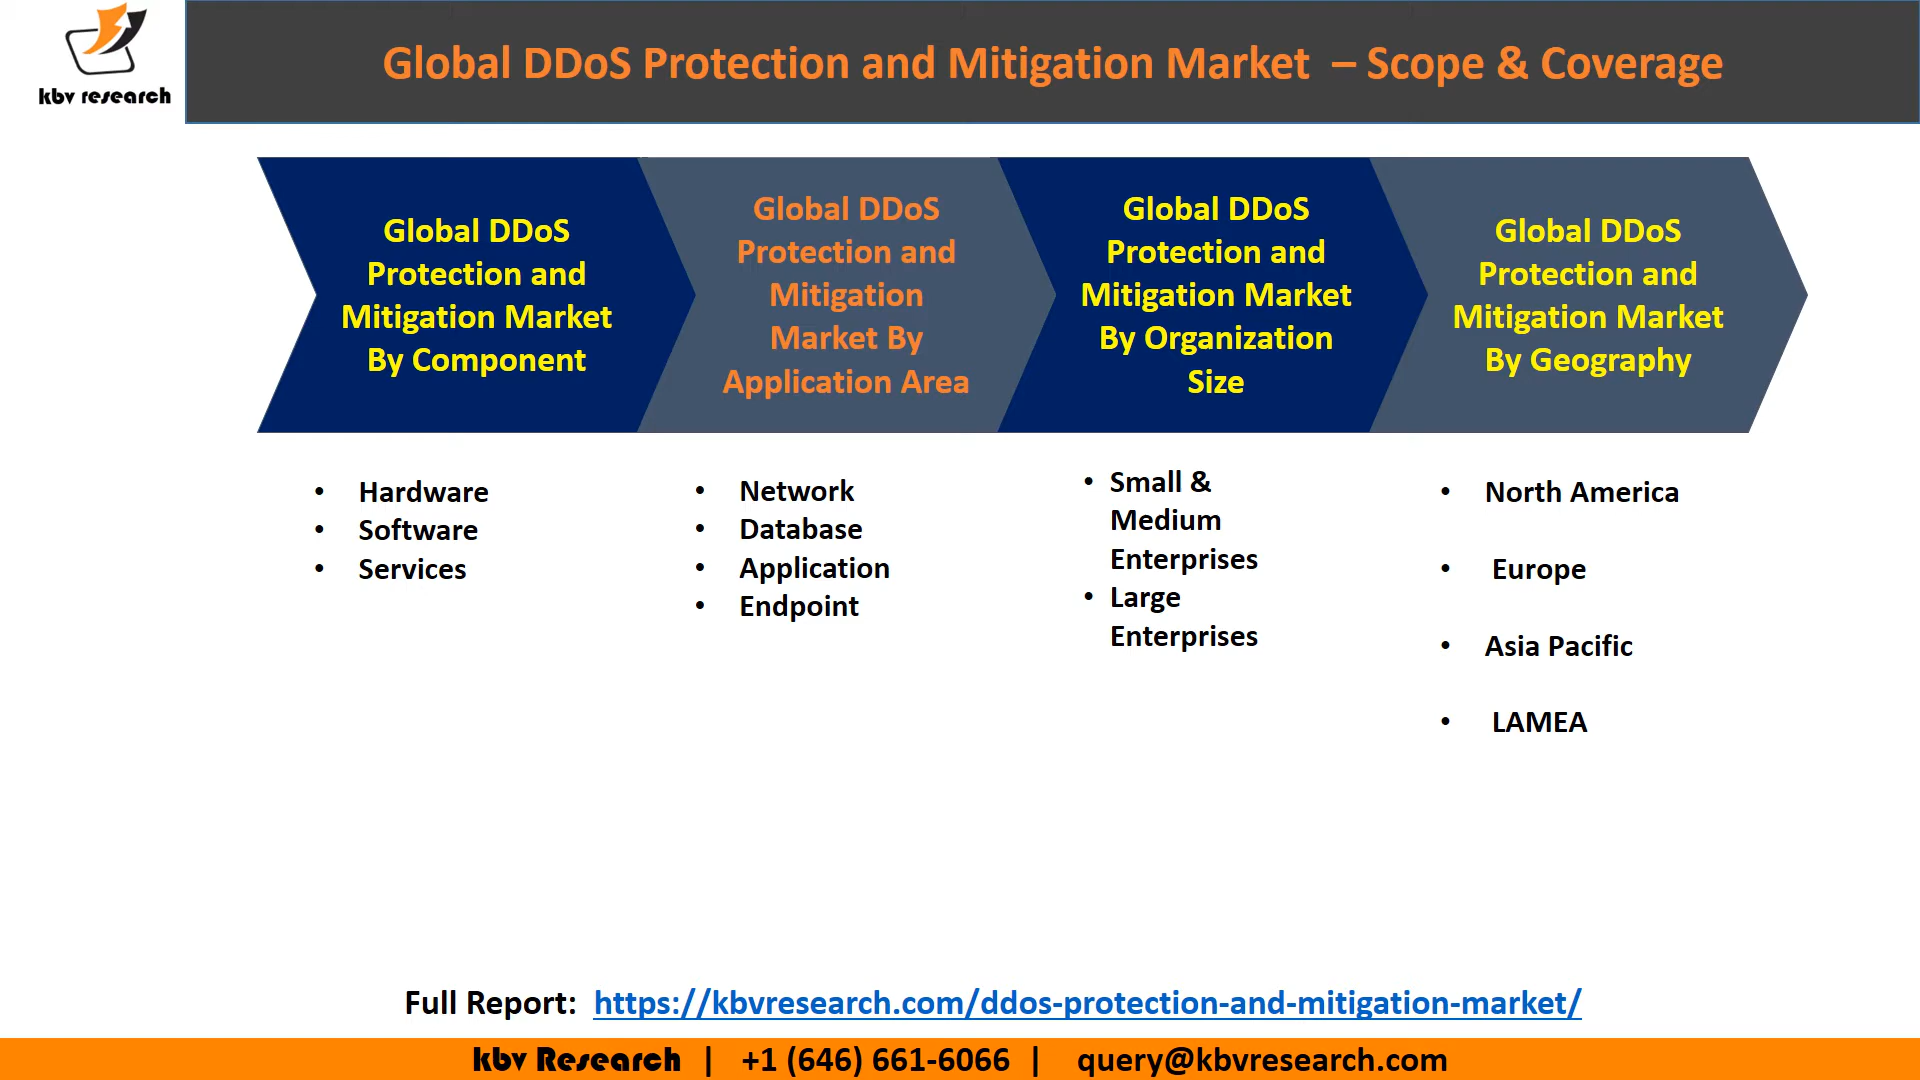 kbv research
Global DDoS Protection and Mitigation Market – Scope & Coverage
Global DDoS
Protection and
Mitigation Market
By Component
Global DDoS
Protection and
Mitigation
Market By
Application Area
Global DDoS
Protection and
Mitigation Market
By Organization
Size
Global DDoS
Protection and
Mitigation Market
By Geography
• Hardware
• Software
• Services
• Network
• Database
• Application
• Endpoint
• Small &
Medium
Enterprises
• Large
Enterprises
• North America
• Europe
• Asia Pacific
• LAMEA
Full Report: https://kbvresearch.com/ddos-protection-and-mitigation-market/
kbv Research | +1 (646) 661-6066 | query@kbvresearch.com